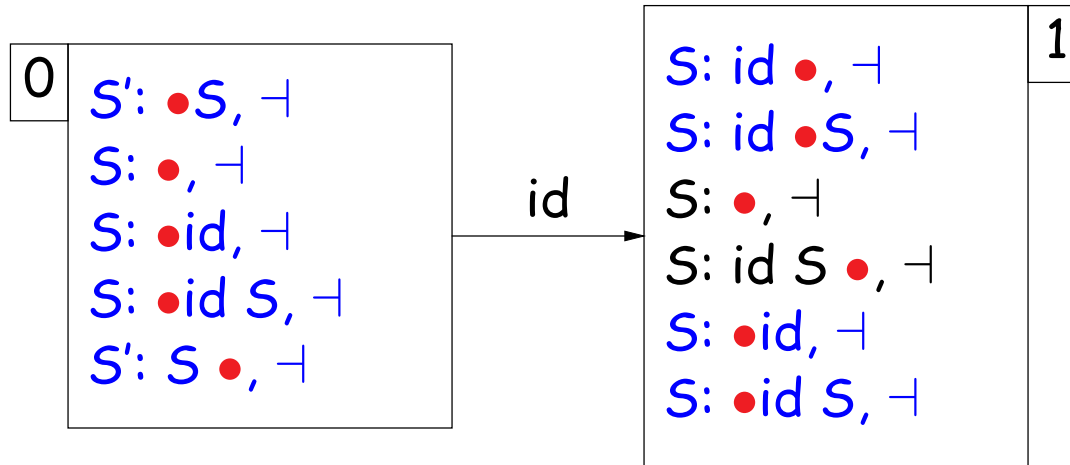 0
S': •S, ⊣
S: •, ⊣
S: •id, ⊣
S: •id S, ⊣
S': S •, ⊣
id
1
S: id •, ⊣
S: id •S, ⊣
S: •, ⊣
S: id S •, ⊣
S: •id, ⊣
S: •id S, ⊣